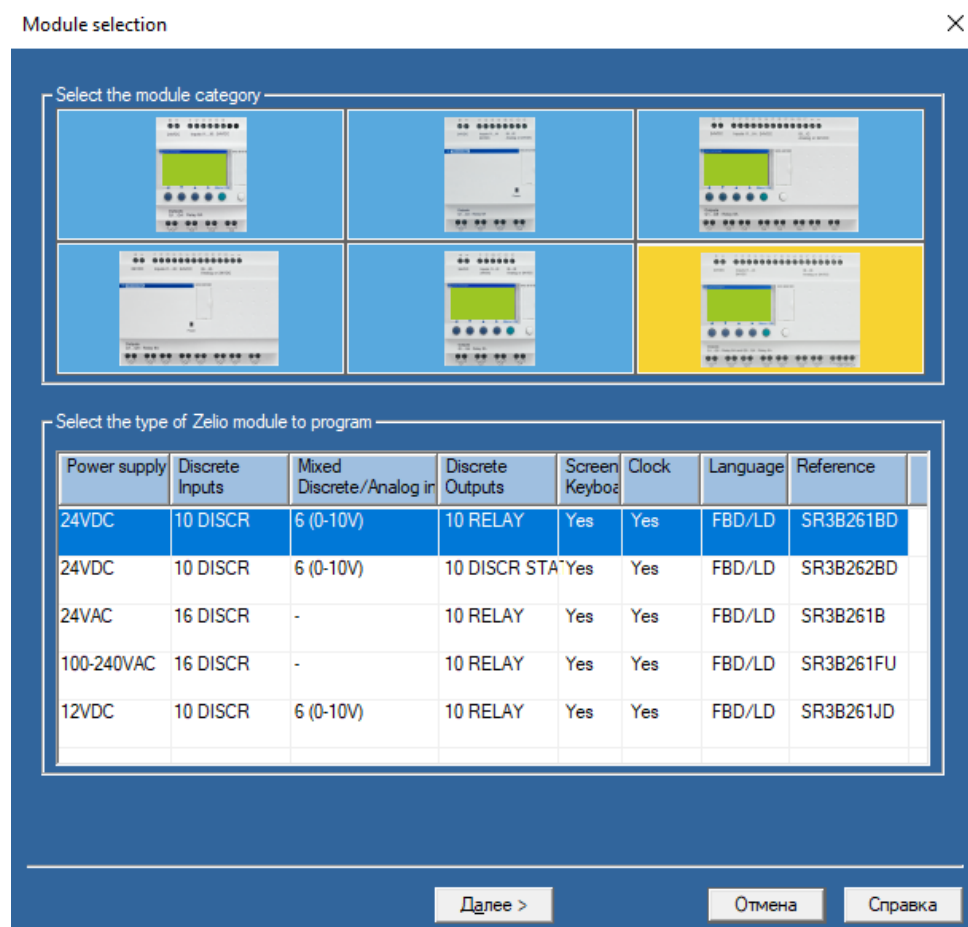 Module selection
Select the module category
Select the type of Zelio module to program
Power supply Discrete Inputs Mixed Discrete/Analog in Discrete Outputs Screen Keyboa Clock Language Reference
24VDC 10 DISCR 6 (0-10V) 10 RELAY Yes Yes FBD/LD SR3B261BD
24VDC 10 DISCR 6 (0-10V) 10 DISCR STAT Yes Yes FBD/LD SR3B262BD
24VAC 16 DISCR - 10 RELAY Yes Yes FBD/LD SR3B261B
100-240VAC 16 DISCR - 10 RELAY Yes Yes FBD/LD SR3B261FU
12VDC 10 DISCR 6 (0-10V) 10 RELAY Yes Yes FBD/LD SR3B261JD
Далее > Отмена Справка